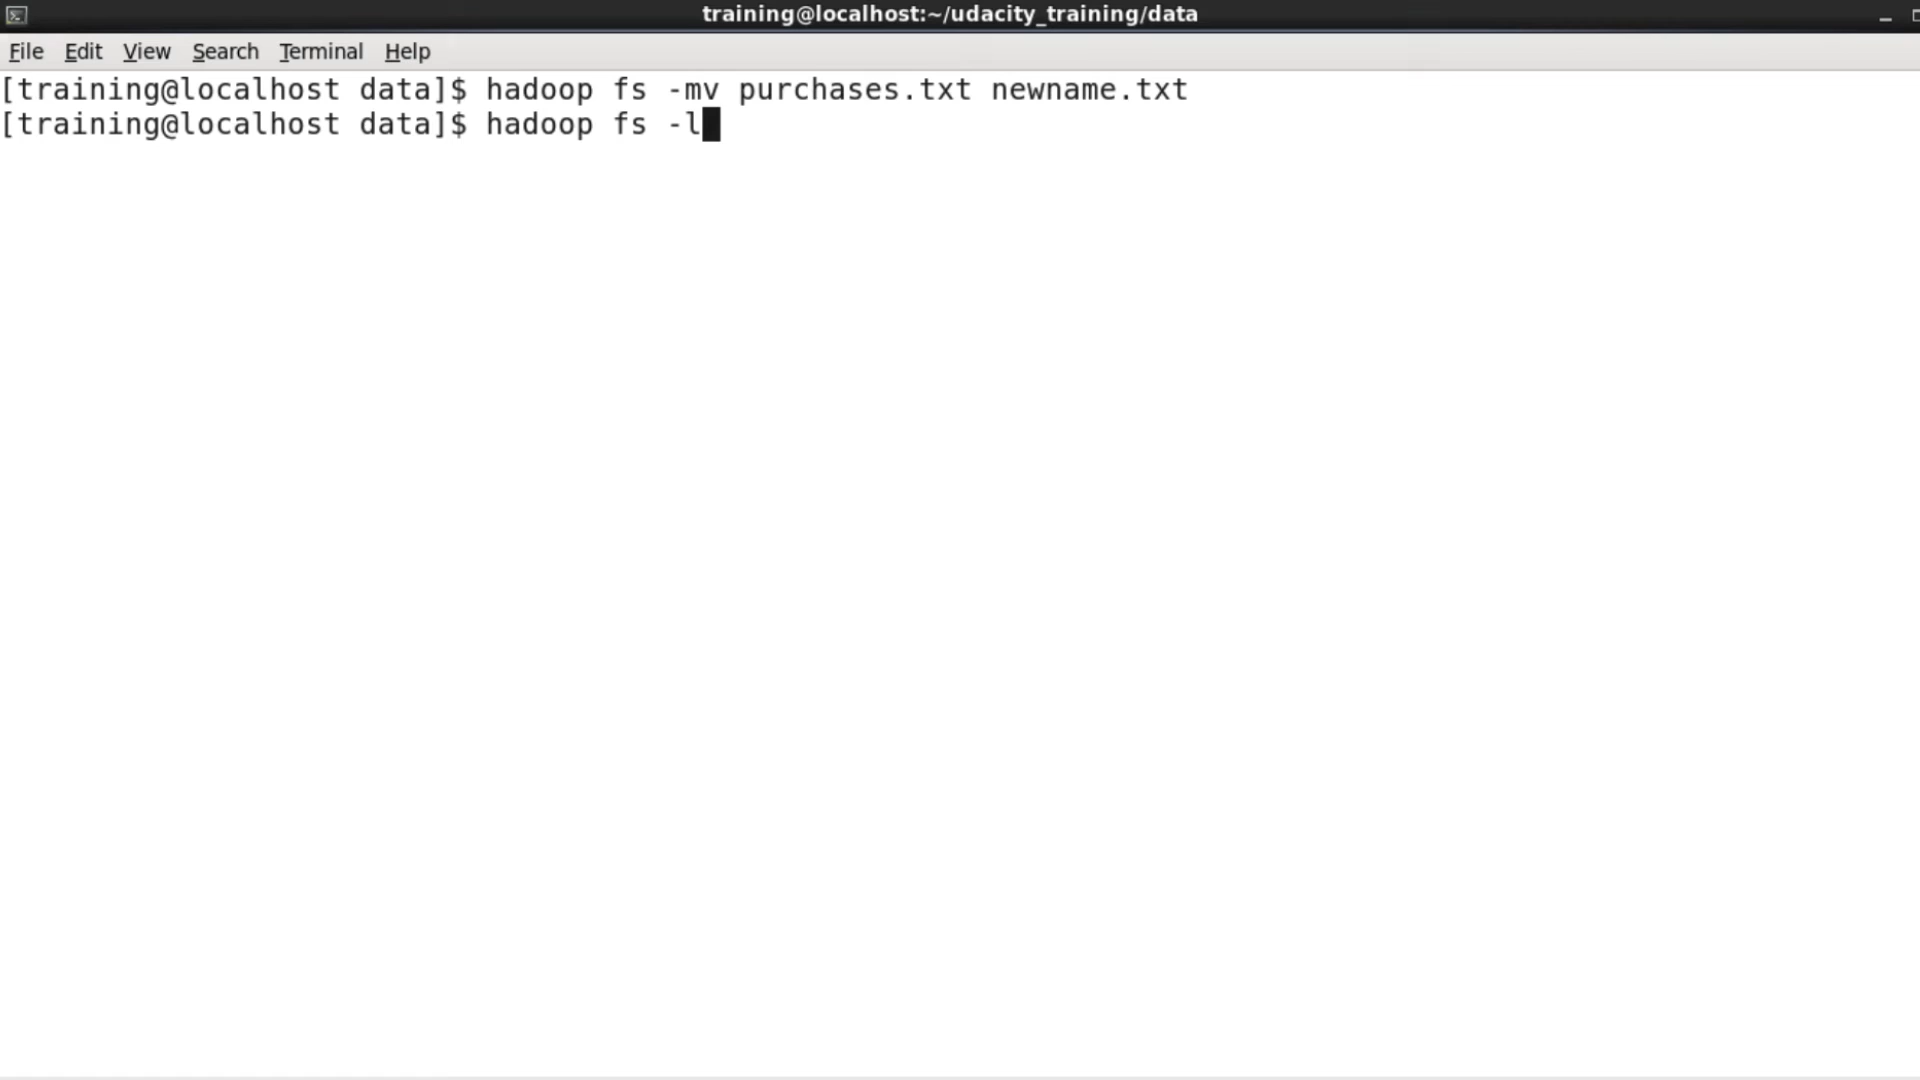 training@localhost:~/udacity_training/data
File Edit View Search Terminal Help
[training@localhost data]$ hadoop fs -mv purchases.txt newname.txt
[training@localhost data]$ hadoop fs -l